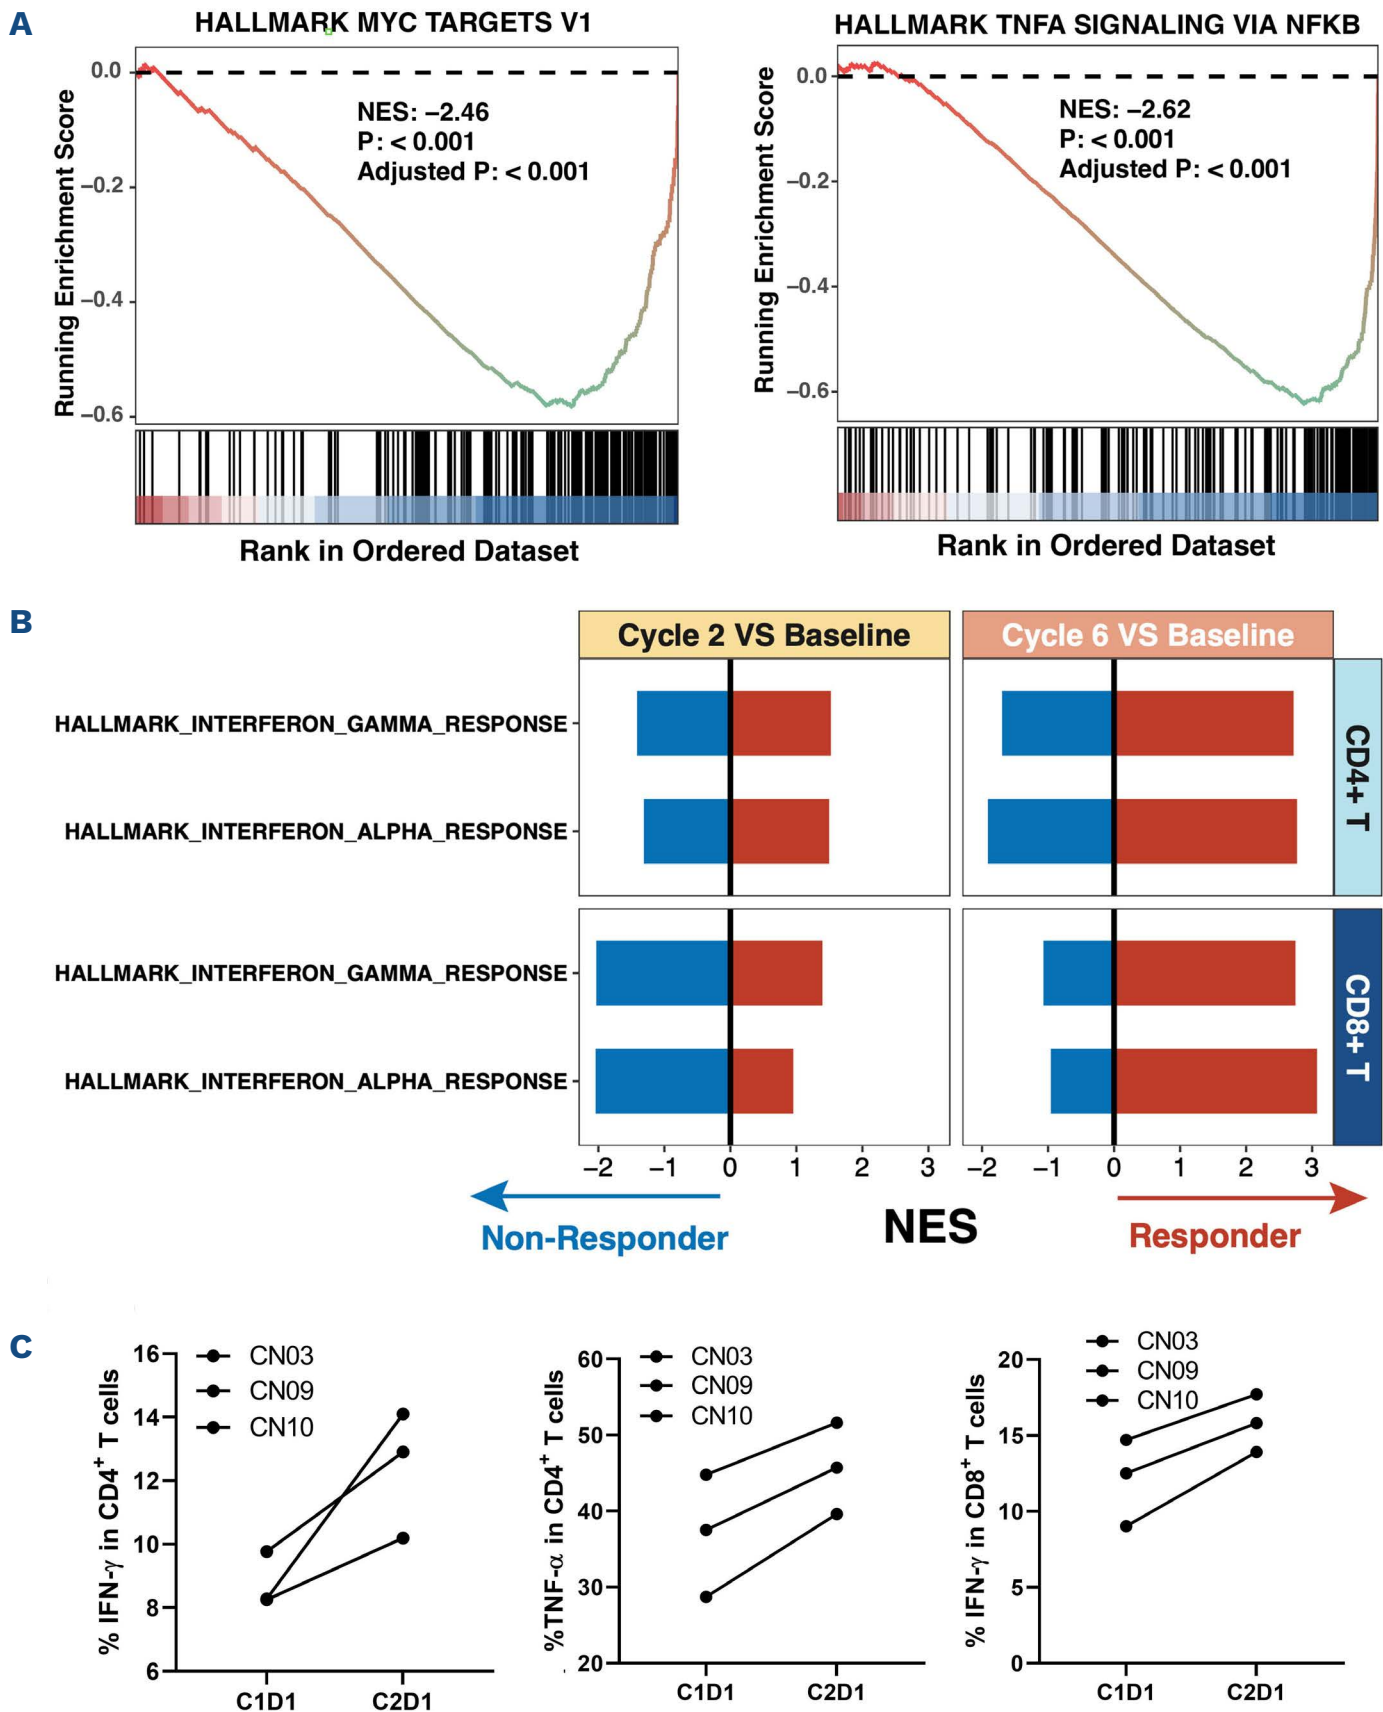 A
HALLMARK MYC TARGETS V1
HALLMARK TNFA SIGNALING VIA NFKB
Running Enrichment Score
0.0
−0.2
−0.4
−0.6
NES: −2.46
P: < 0.001
Adjusted P: < 0.001
Rank in Ordered Dataset
Running Enrichment Score
0.0
−0.2
−0.4
−0.6
NES: −2.62
P: < 0.001
Adjusted P: < 0.001
Rank in Ordered Dataset
B
Cycle 2 VS Baseline
Cycle 6 VS Baseline
HALLMARK_INTERFERON_GAMMA_RESPONSE
HALLMARK_INTERFERON_ALPHA_RESPONSE
CD4+ T
HALLMARK_INTERFERON_GAMMA_RESPONSE
HALLMARK_INTERFERON_ALPHA_RESPONSE
CD8+ T
−2 −1 0 1 2 3
−2 −1 0 1 2 3
Non-Responder
NES
Responder
C
% IFN-γ in CD4+ T cells
16
14
12
10
8
6
CN03
CN09
CN10
C1D1 C2D1
%TNF-α in CD4+ T cells
60
50
40
30
20
CN03
CN09
CN10
C1D1 C2D1
% IFN-γ in CD8+ T cells
20
15
10
5
0
CN03
CN09
CN10
C1D1 C2D1